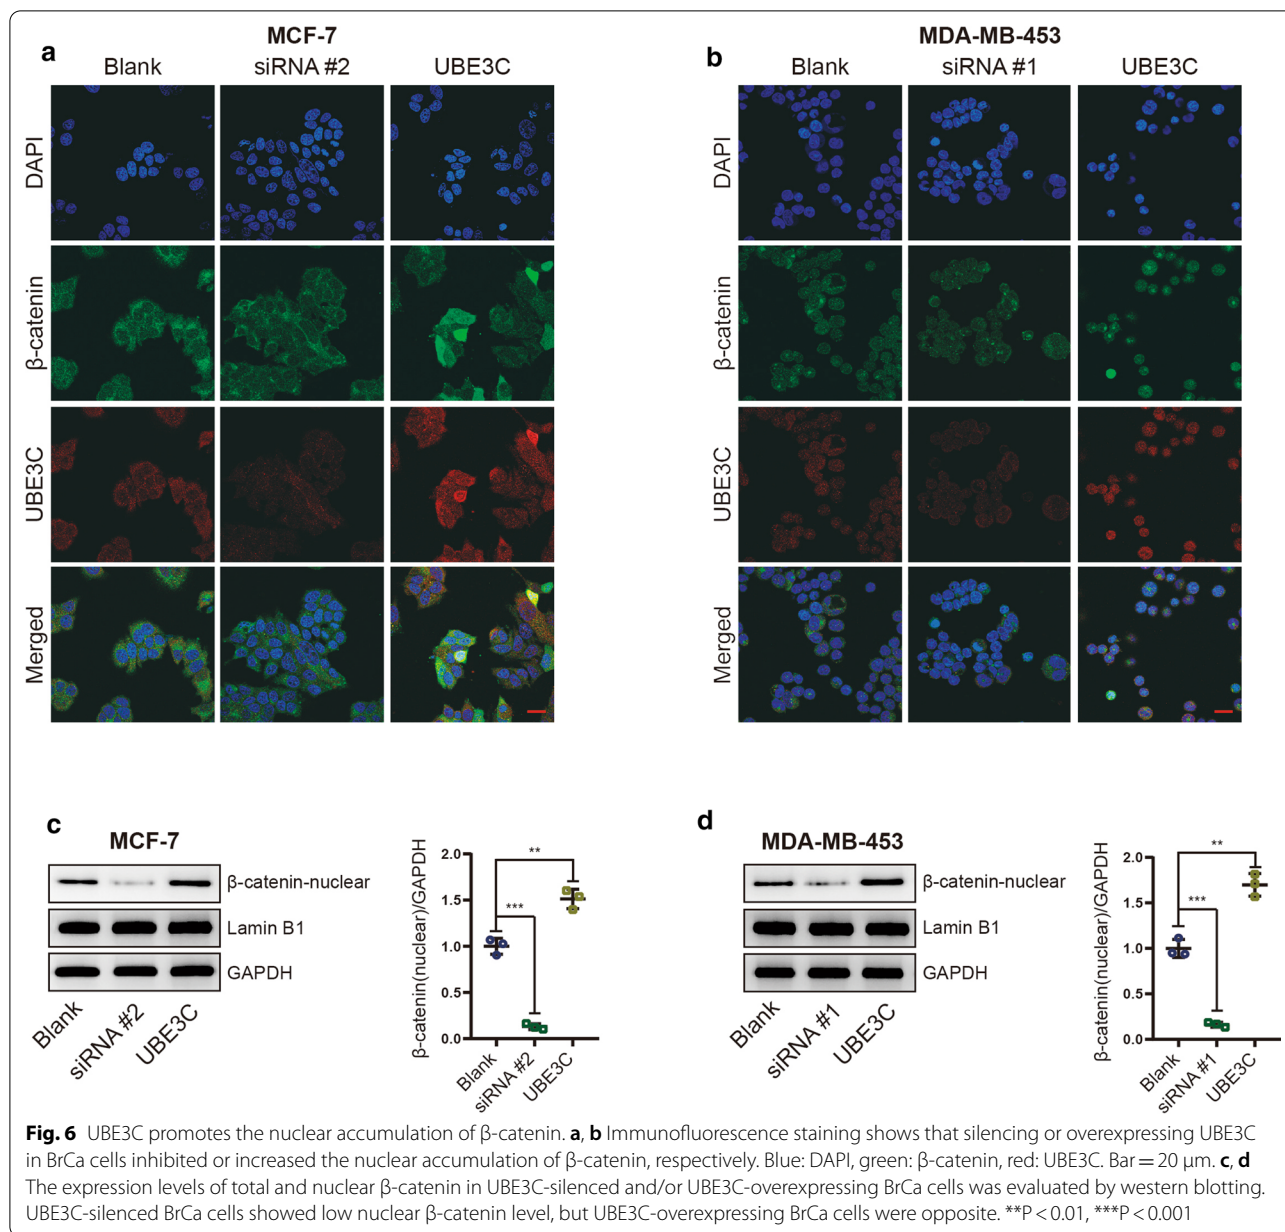 a
MCF-7
Blank
siRNA #2
UBE3C
DAPI
β-catenin
UBE3C
Merged
b
MDA-MB-453
Blank
siRNA #1
UBE3C
DAPI
β-catenin
UBE3C
Merged
c
MCF-7
β-catenin-nuclear
Lamin B1
GAPDH
Blank
siRNA #2
UBE3C
β-catenin(nuclear)/GAPDH
2.0
1.5
1.0
0.5
0.0
**
***
Blank
siRNA #2
UBE3C
d
MDA-MB-453
β-catenin-nuclear
Lamin B1
GAPDH
Blank
siRNA #1
UBE3C
β-catenin(nuclear)/GAPDH
2.0
1.5
1.0
0.5
0.0
**
***
Blank
siRNA #1
UBE3C
Fig. 6 UBE3C promotes the nuclear accumulation of β-catenin. a, b Immunofluorescence staining shows that silencing or overexpressing UBE3C
in BrCa cells inhibited or increased the nuclear accumulation of β-catenin, respectively. Blue: DAPI, green: β-catenin, red: UBE3C. Bar = 20 μm. c, d
The expression levels of total and nuclear β-catenin in UBE3C-silenced and/or UBE3C-overexpressing BrCa cells was evaluated by western blotting.
UBE3C-silenced BrCa cells showed low nuclear β-catenin level, but UBE3C-overexpressing BrCa cells were opposite. **P < 0.01, ***P < 0.001